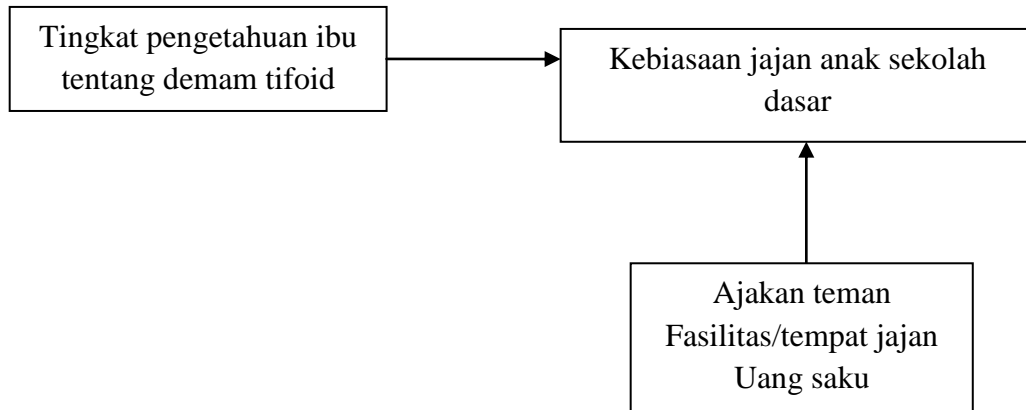 Tingkat pengetahuan ibu
tentang demam tifoid
Kebiasaan jajan anak sekolah
dasar
Ajakan teman
Fasilitas/tempat jajan
Uang saku